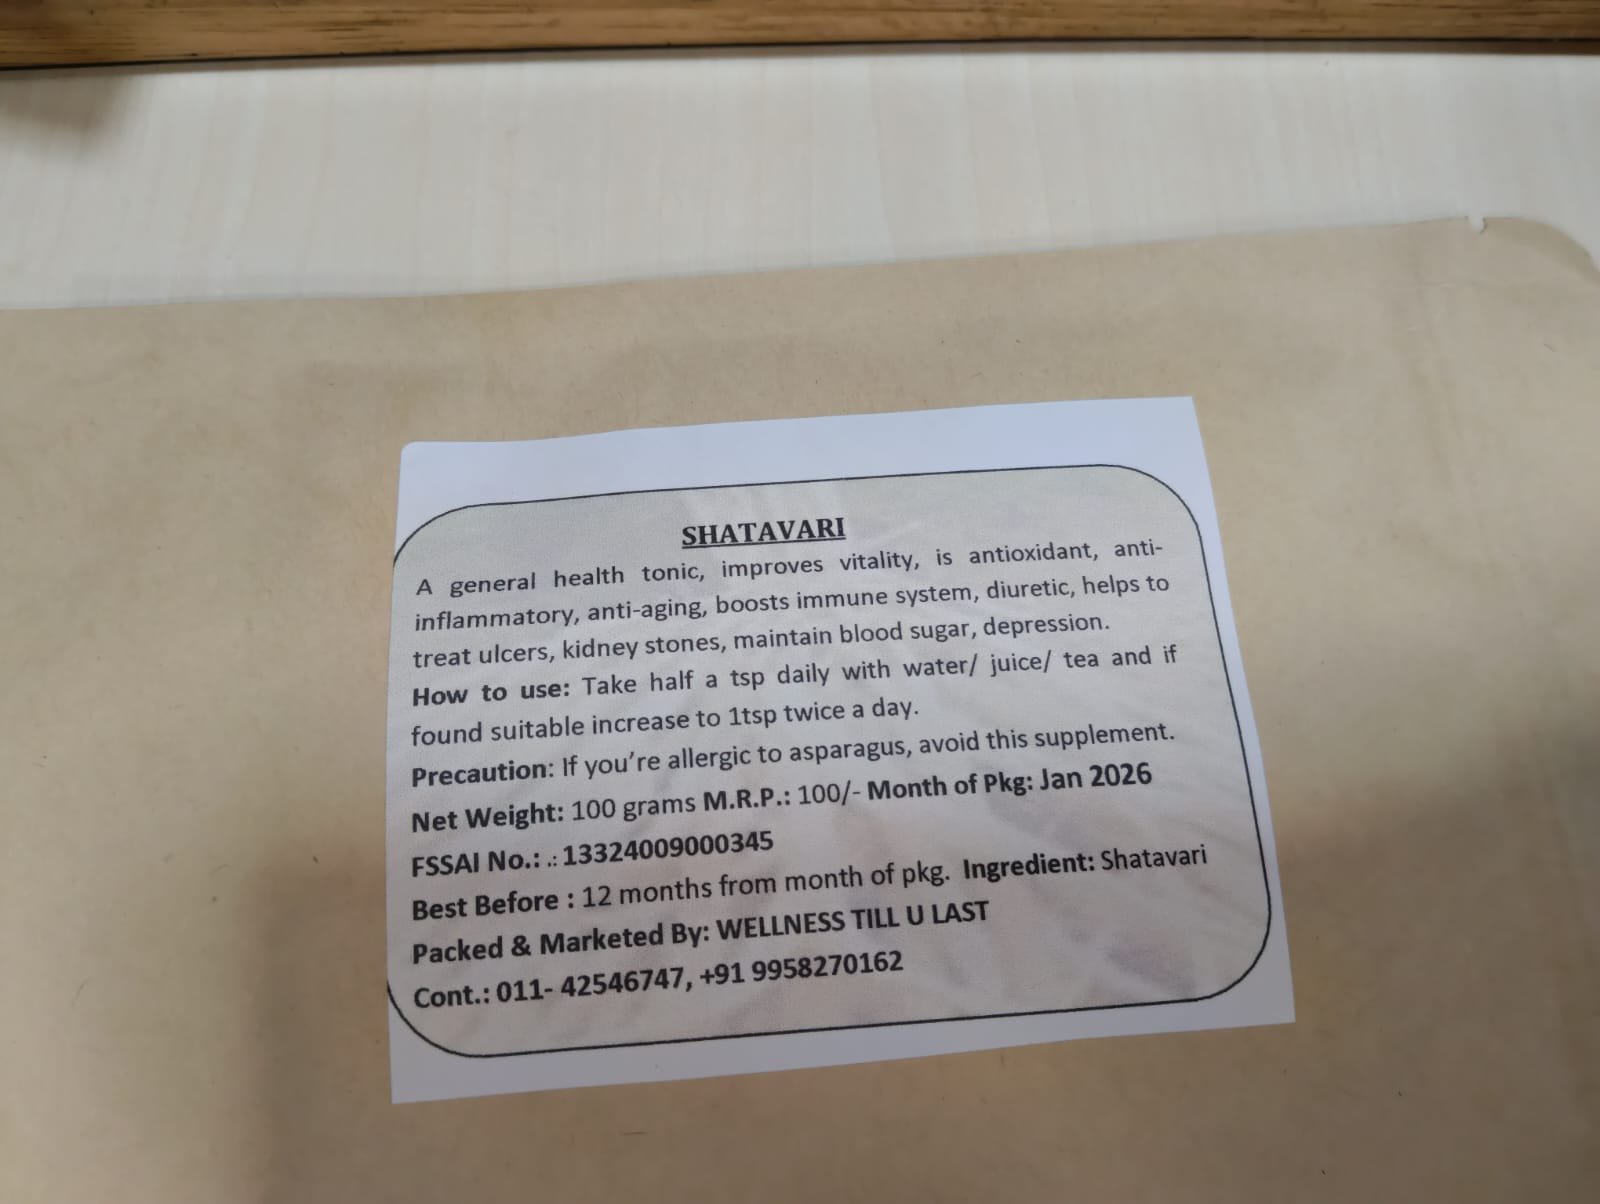 SHATAVARI
A general health tonic, improves vitality, is antioxidant, anti-
inflammatory, anti-aging, boosts immune system, diuretic, helps to
treat ulcers, kidney stones, maintain blood sugar, depression.
How to use: Take half a tsp daily with water/ juice/ tea and if
found suitable increase to 1tsp twice a day.
Precaution: If you’re allergic to asparagus, avoid this supplement.
Net Weight: 100 grams M.R.P.: 100/- Month of Pkg: Jan 2026
FSSAI No.: .: 13324009000345
Best Before : 12 months from month of pkg. Ingredient: Shatavari
Packed & Marketed By: WELLNESS TILL U LAST
Cont.: 011- 42546747, +91 9958270162